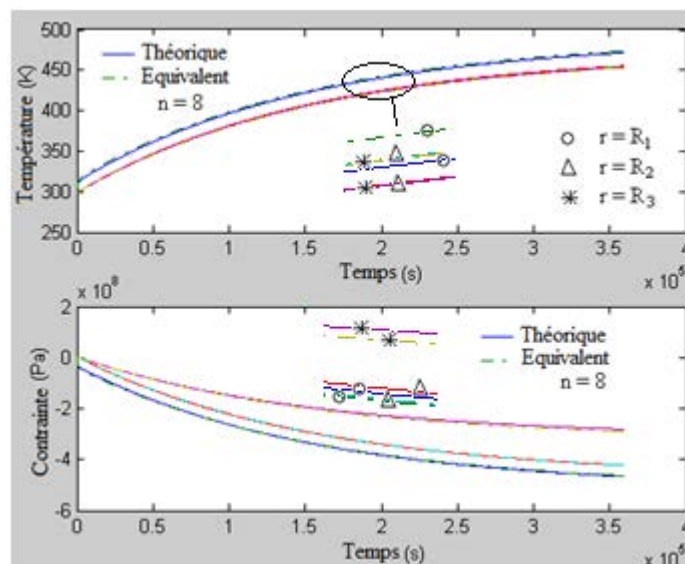 500
450
400
350
300
250
Température (K)
Théorique
Equivalent
n = 8
r = R1
r = R2
r = R3
0 0.5 1 1.5 2 2.5 3 3.5 4
Temps (s)
x 10
x 10^8
2
0
-2
-4
-6
Contrainte (Pa)
Théorique
Equivalent
n = 8
0 0.5 1 1.5 2 2.5 3 3.5 4
Temps (s)
x 10